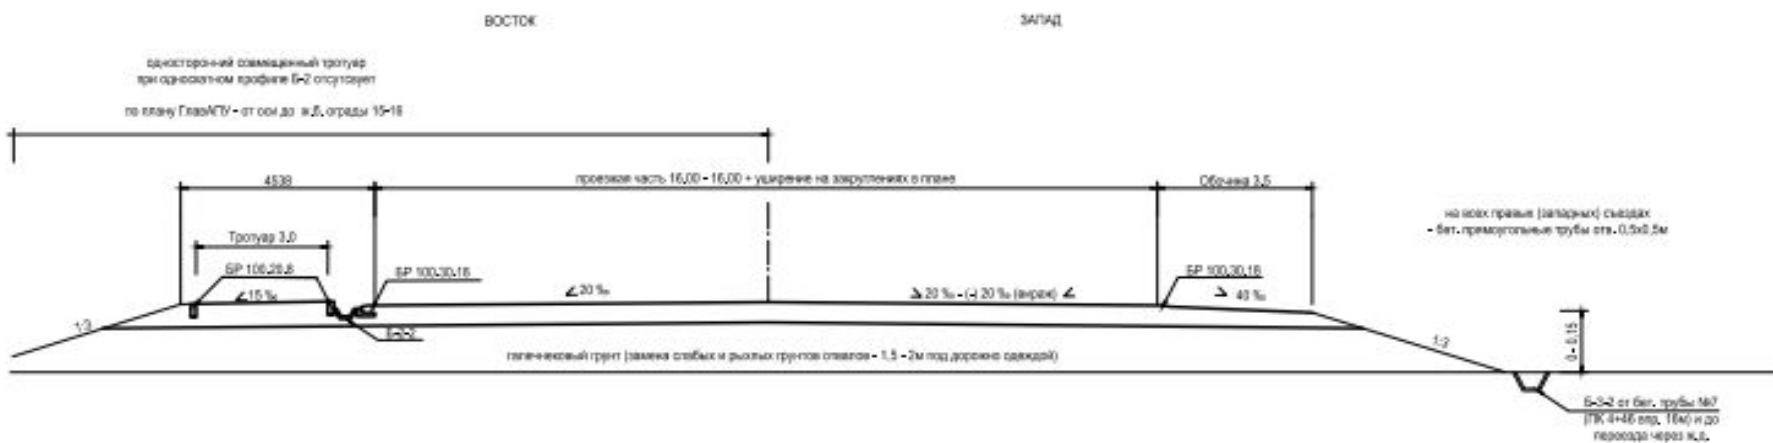 ВОСТОК
ЗАПАД
односторонний совмещенный тротуар
при односкатном профиле Б-2 отсутсвует
по плану ГлавАПУ - от оси до ж.б. ограды 15-16
4538
проезжая часть 16,00 - 16,00 + уширение на закруглениях в плане
Обочина 3,5
на всех правых (западных) съездах
- бет. прямоугольные трубы отв. 0,5х0,5м
Тротуар 3,0
БР 100.20.8
БР 100.30.18
БР 100.30.18
15 ‰
20 ‰
20 ‰ - (-) 20 ‰ (вираж)
40 ‰
1:3
Б-2-2
1:3
0 - 0,15
галечниковый грунт (замена слабых и рыхлых грунтов отвалов - 1,5 - 2м под дорожно одеждой)
Б-3-2 от бет. трубы №7
(ПК 4+46 впр. 16м) и до
переезда через ж.д.